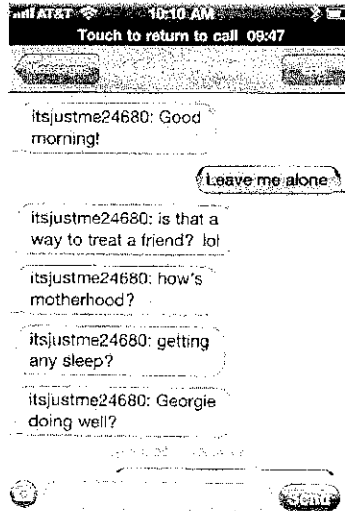 AT&T 10:10 AM
Touch to return to call 09:47
itsjustme24680: Good
morning!
Leave me alone
itsjustme24680: is that a
way to treat a friend? lol
itsjustme24680: how's
motherhood?
itsjustme24680: getting
any sleep?
itsjustme24680: Georgie
doing well?
Send